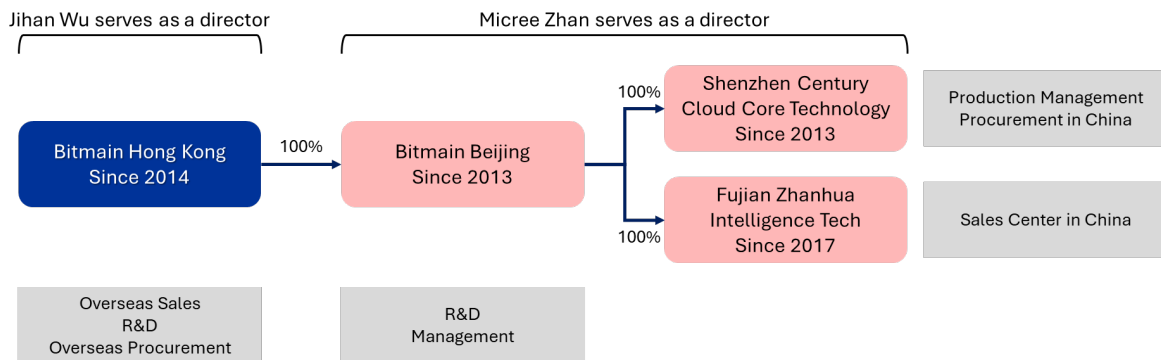 Jihan Wu serves as a director
Micree Zhan serves as a director
Bitmain Hong Kong
Since 2014
100%
Bitmain Beijing
Since 2013
100%
Shenzhen Century
Cloud Core Technology
Since 2013
Production Management
Procurement in China
100%
Fujian Zhanhua
Intelligence Tech
Since 2017
Sales Center in China
Overseas Sales
R&D
Overseas Procurement
R&D
Management